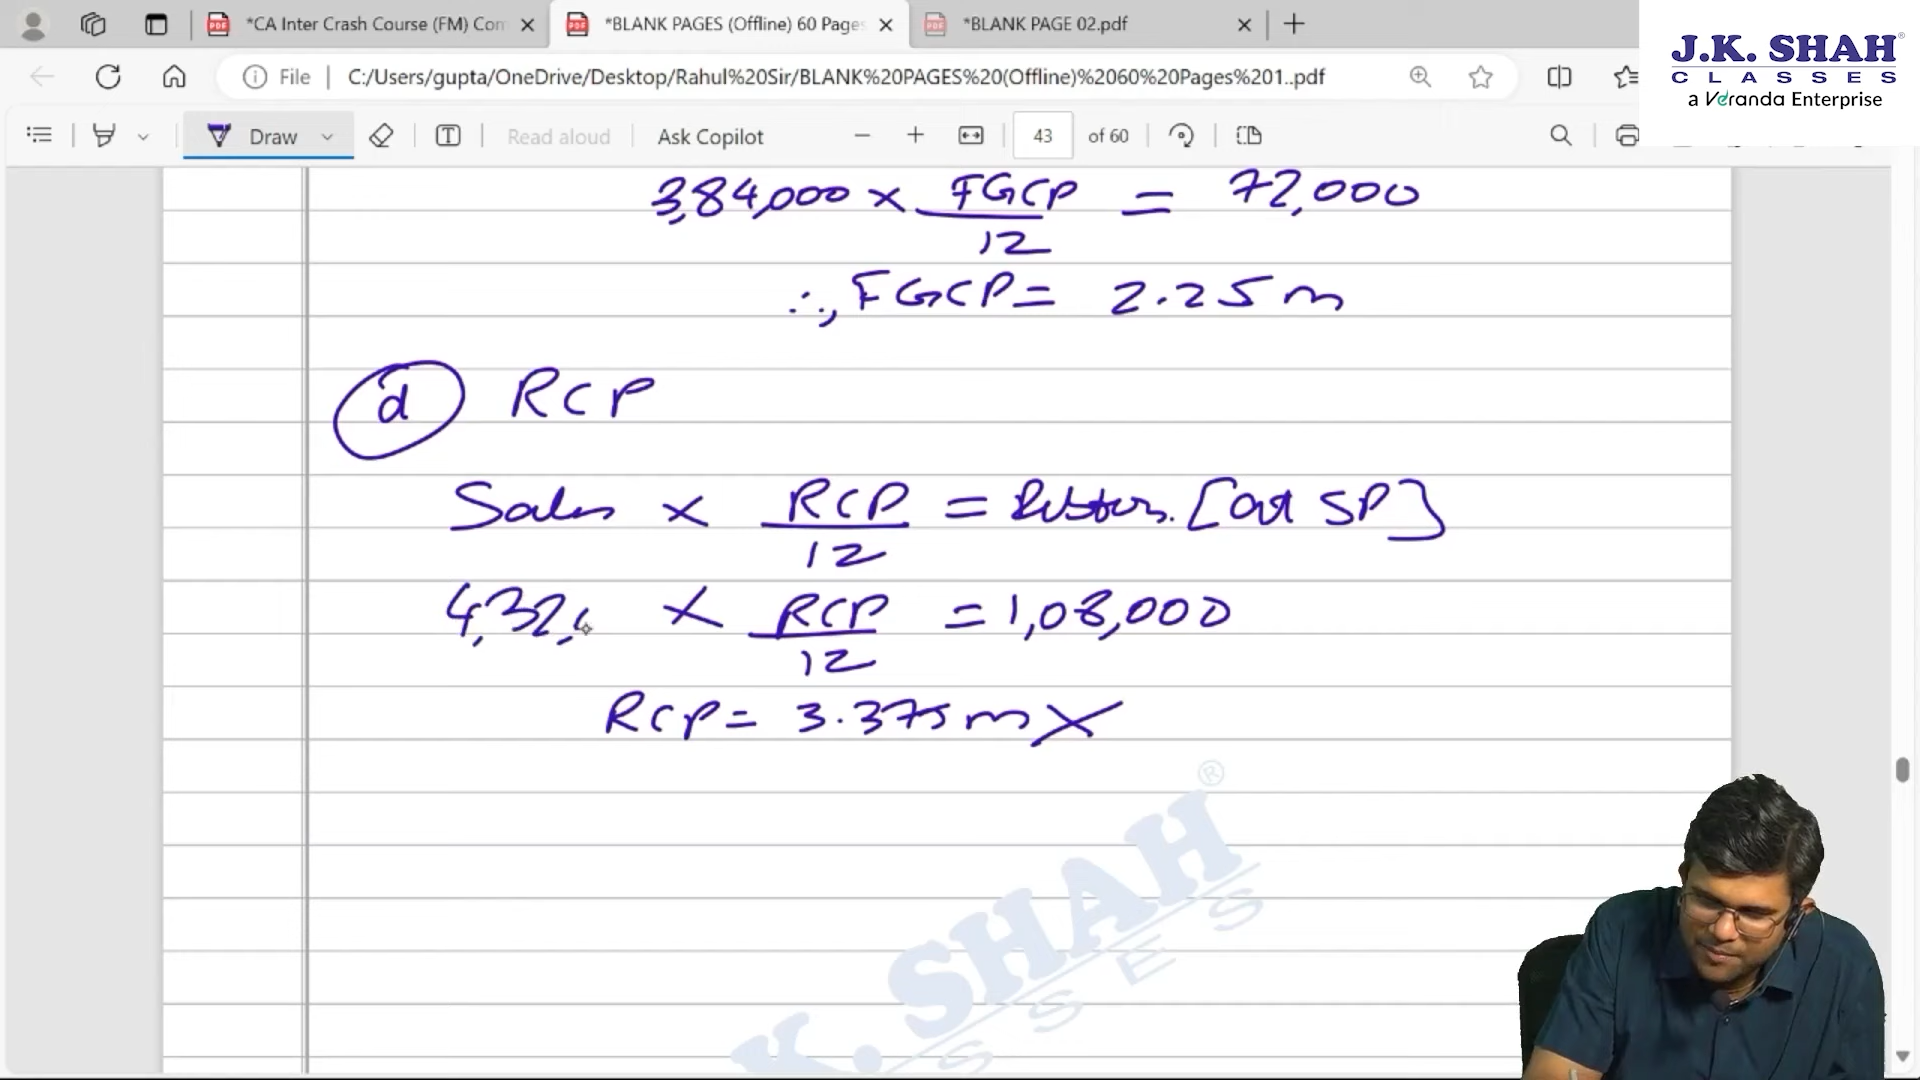 *CA Inter Crash Course (FM) Com
*BLANK PAGES (Offline) 60 Pages
*BLANK PAGE 02.pdf
File
C:/Users/gupta/OneDrive/Desktop/Rahul%20Sir/BLANK%20PAGES%20(Offline)%2060%20Pages%201..pdf
J.K. SHAH®
CLASSES
a Veranda Enterprise
Draw
Read aloud
Ask Copilot
43 of 60
3,84,000 × FGCP = 72,000
12
∴, FGCP = 2.25 m
d RCP
Sales × RCP = [at SP]
12
4,32, × RCP = 1,08,000
12
RCP = 3.375 m ×
K. SHAH®
S E S